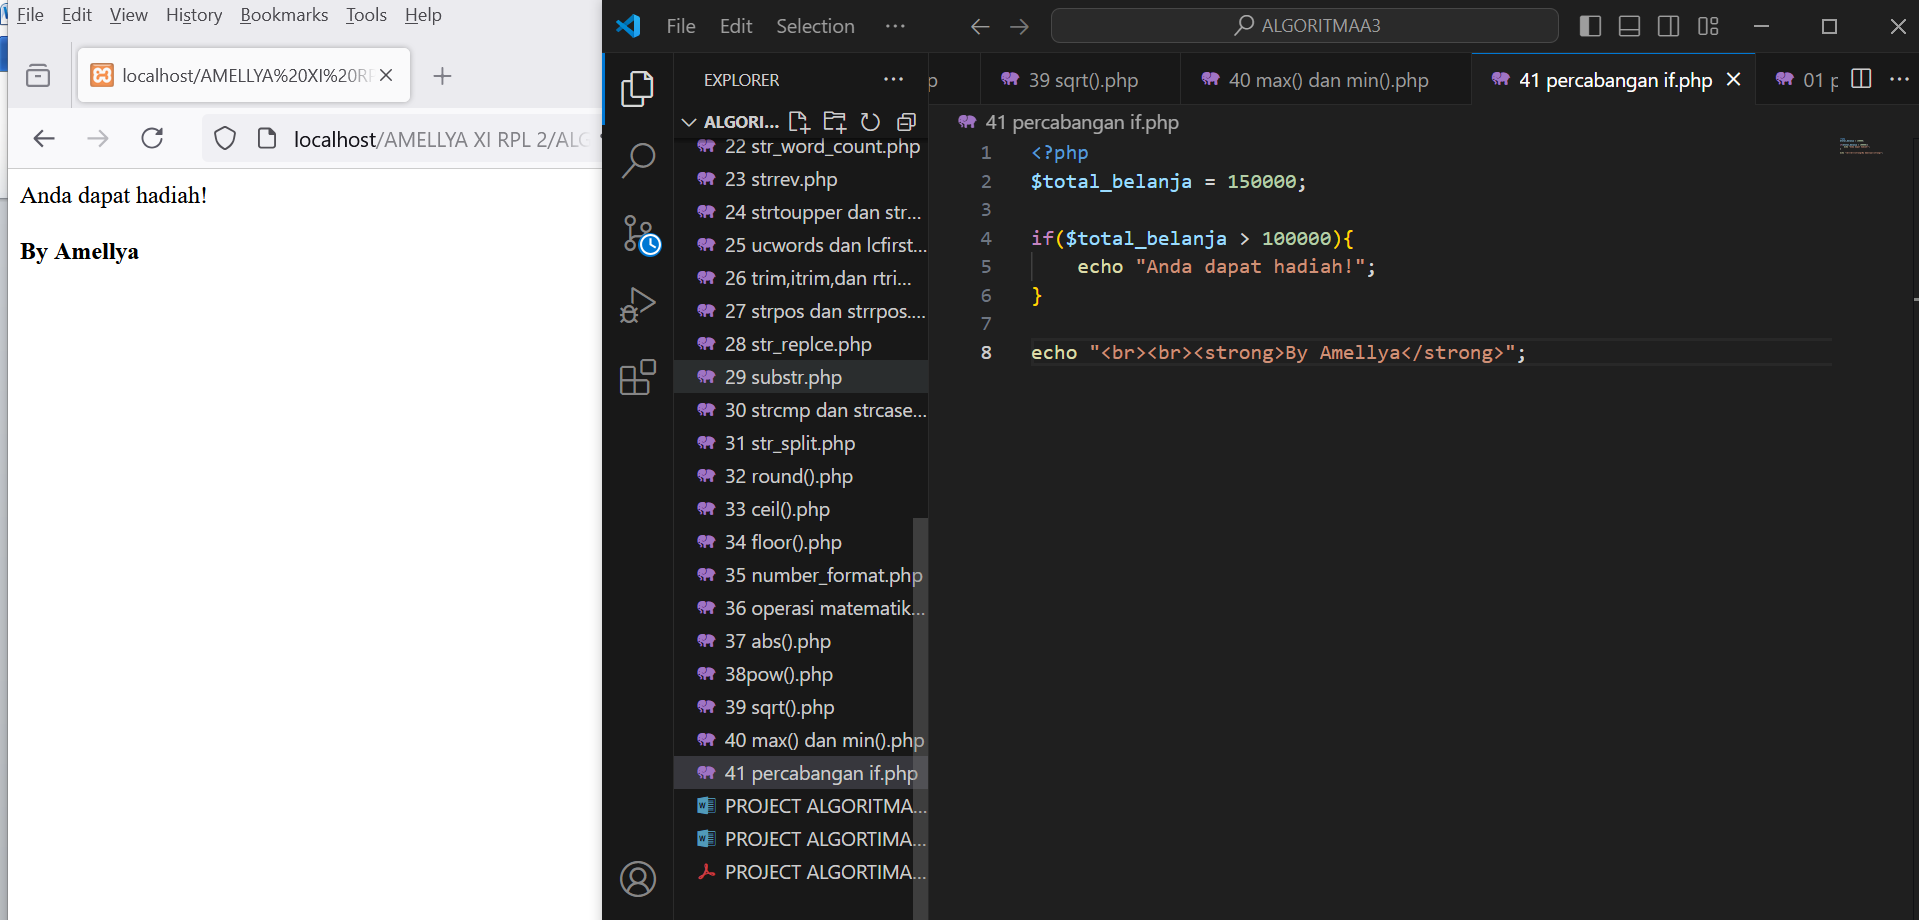 File Edit View History Bookmarks Tools Help
localhost/AMELLYA%20XI%20RP
localhost/AMELLYA XI RPL 2/ALG
Anda dapat hadiah!
By Amellya
File Edit Selection ···
ALGORITMAA3
EXPLORER ···
ALGORI...
22 str_word_count.php
23 strrev.php
24 strtoupper dan str...
25 ucwords dan lcfirst...
26 trim,itrim,dan rtri...
27 strpos dan strrpos....
28 str_replce.php
29 substr.php
30 strcmp dan strcase...
31 str_split.php
32 round().php
33 ceil().php
34 floor().php
35 number_format.php
36 operasi matematik...
37 abs().php
38pow().php
39 sqrt().php
40 max() dan min().php
41 percabangan if.php
PROJECT ALGORITMA...
PROJECT ALGORTIMA...
PROJECT ALGORTIMA...
p 39 sqrt().php 40 max() dan min().php 41 percabangan if.php 01 p ···
41 percabangan if.php
1 <?php
2 $total_belanja = 150000;
3
4 if($total_belanja > 100000){
5 echo "Anda dapat hadiah!";
6 }
7
8 echo "<br><br><strong>By Amellya</strong>";